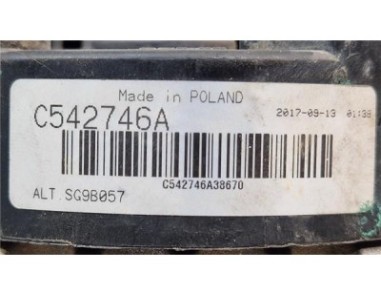 Made in POLAND
C542746A
2017-09-13 01:38
C542746A38670
ALT. SG9B057